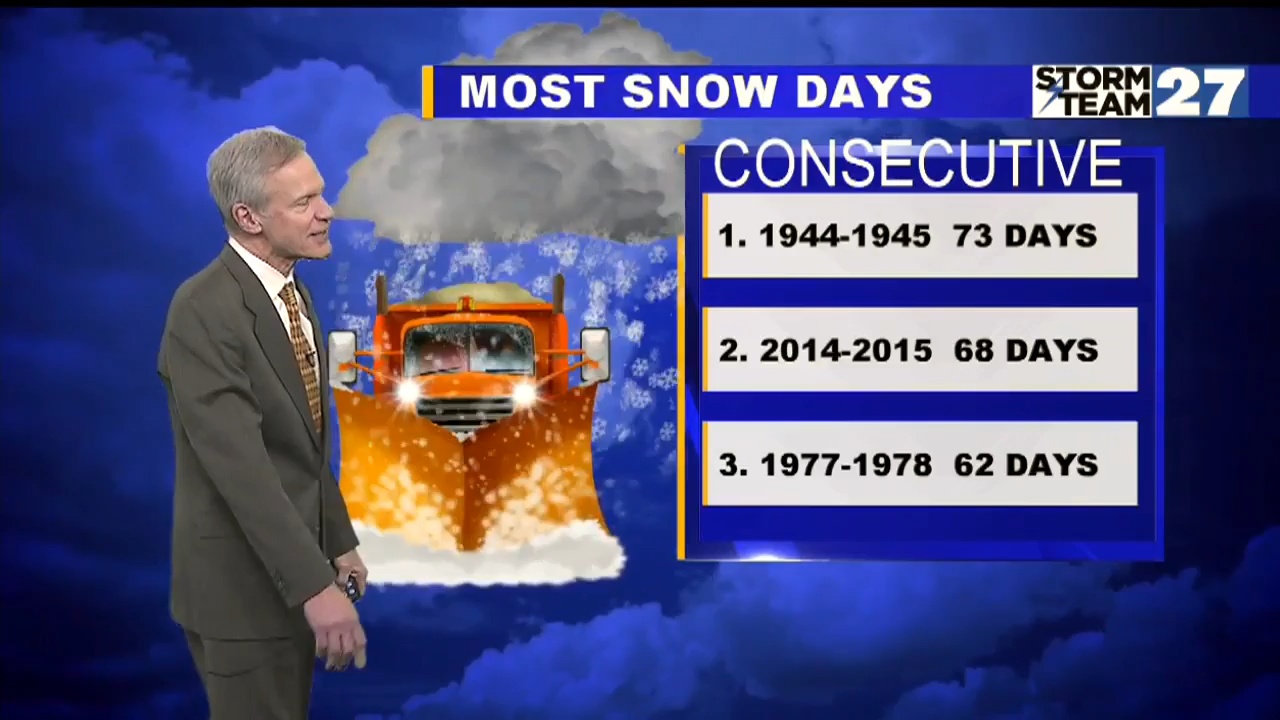 MOST SNOW DAYS
STORM TEAM 27
CONSECUTIVE
1. 1944-1945 73 DAYS
2. 2014-2015 68 DAYS
3. 1977-1978 62 DAYS